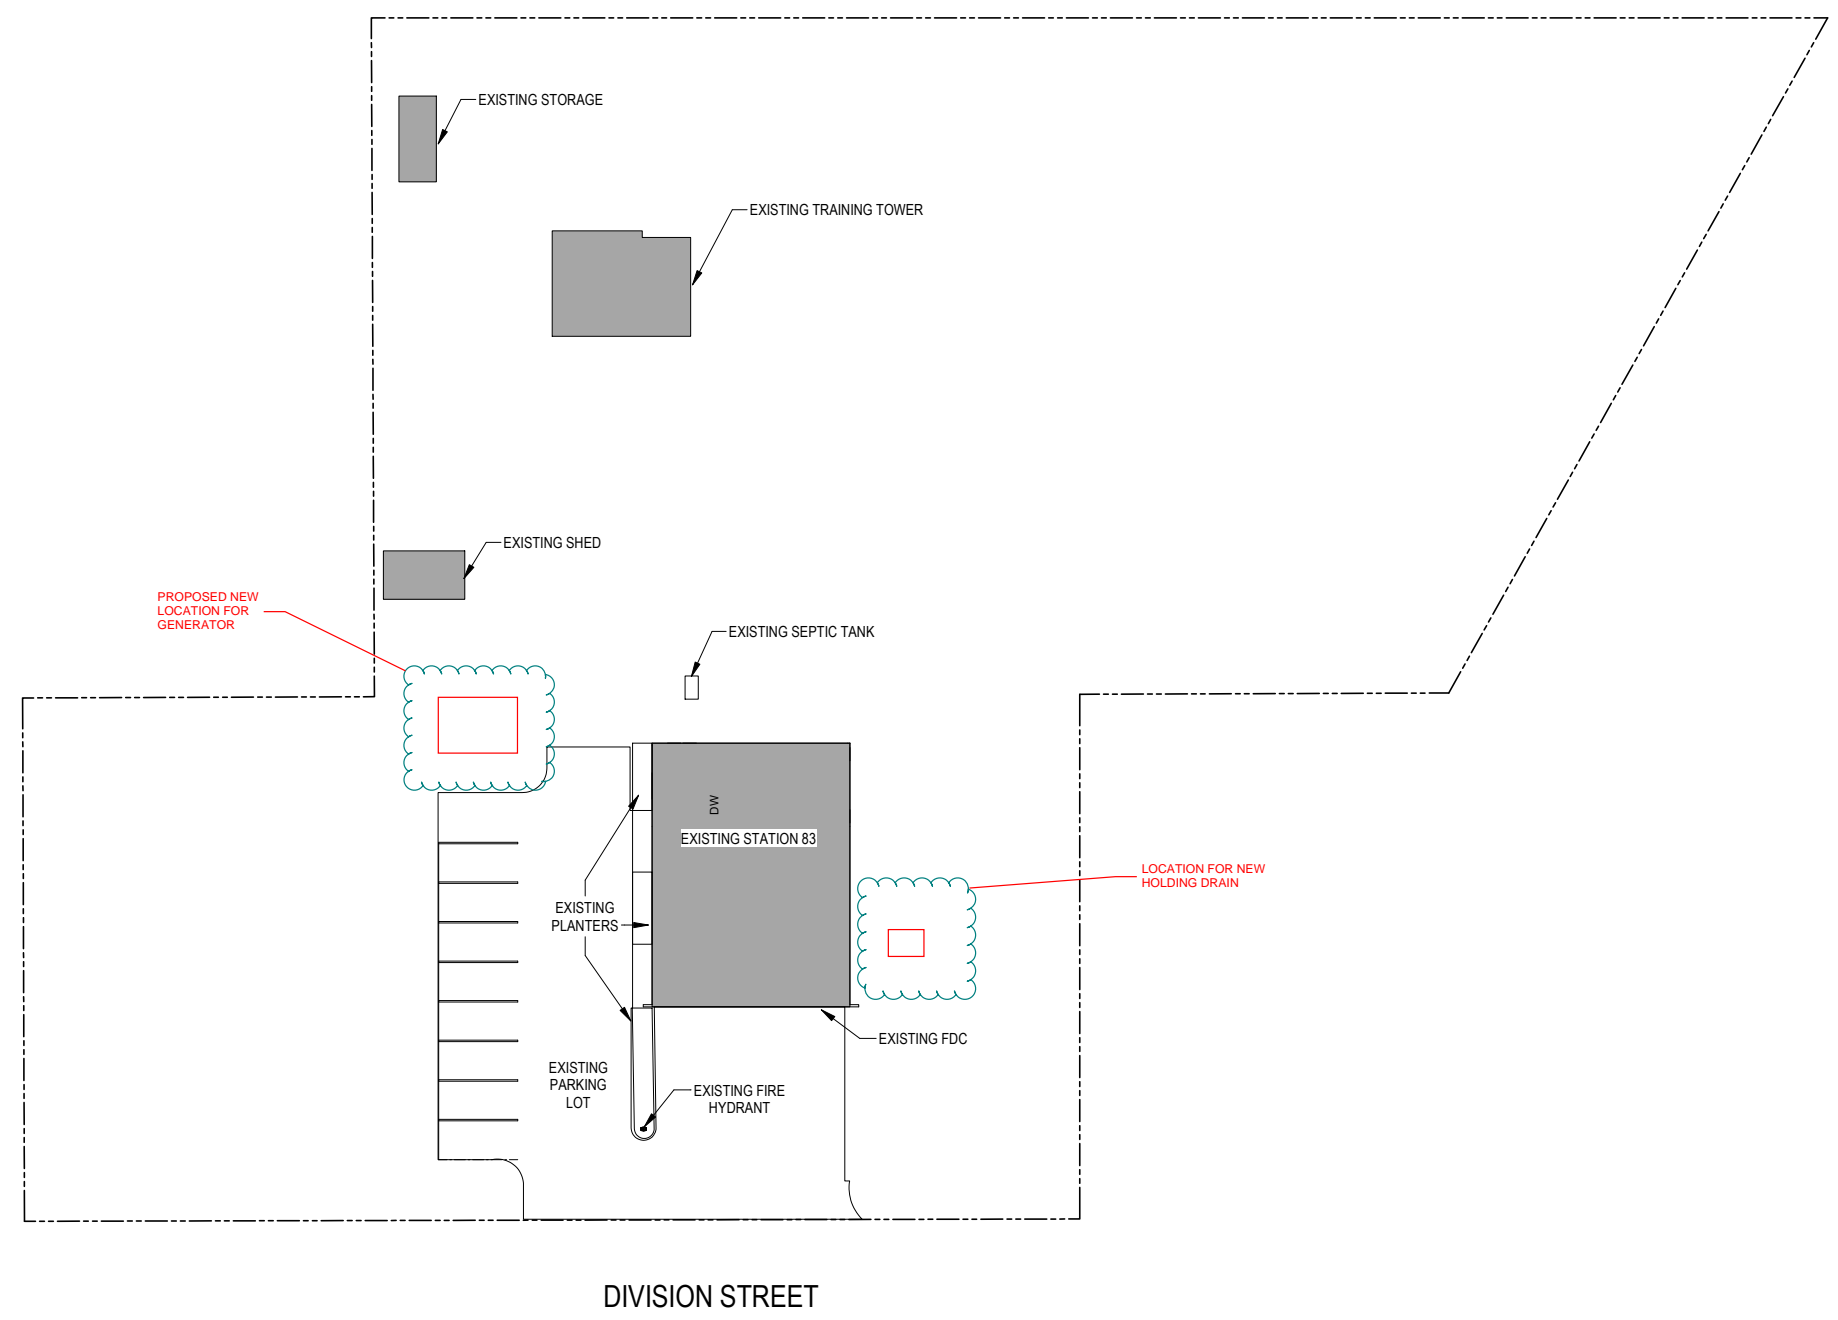 EXISTING STORAGE
EXISTING TRAINING TOWER
EXISTING SHED
PROPOSED NEW
LOCATION FOR
GENERATOR
EXISTING SEPTIC TANK
DW
EXISTING STATION 83
LOCATION FOR NEW
HOLDING DRAIN
EXISTING
PLANTERS
EXISTING FDC
EXISTING
PARKING
LOT
EXISTING FIRE
HYDRANT
DIVISION STREET